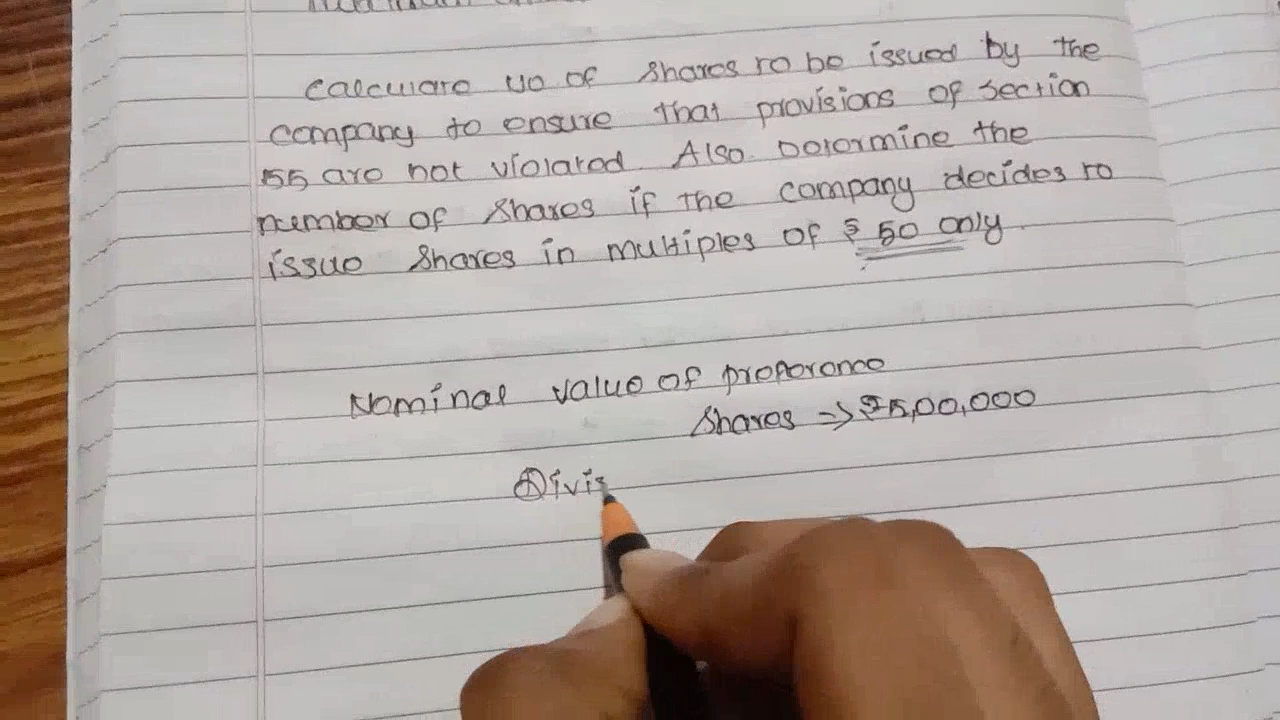 Calculate no of shares to be issued by the
company to ensure that provisions of section
55 are not violated Also Determine the
number of shares if the company decides to
issue shares in multiples of ₹ 50 only.
Nominal value of preference
shares => ₹5,00,000
Divis